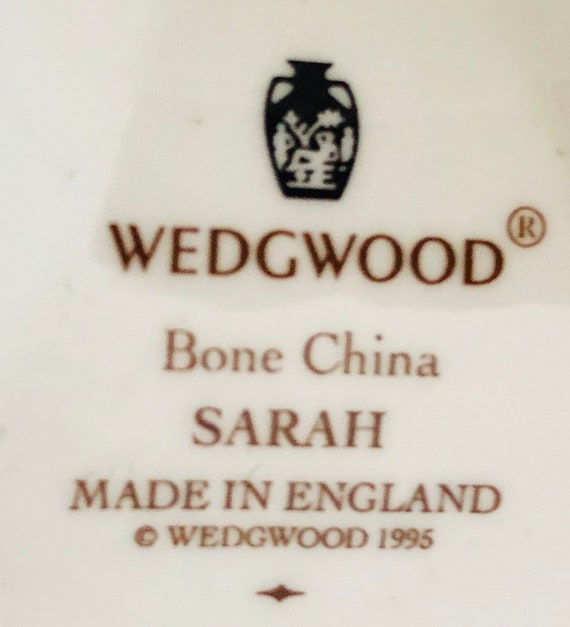 WEDGWOOD®
Bone China
SARAH
MADE IN ENGLAND
© WEDGWOOD 1995